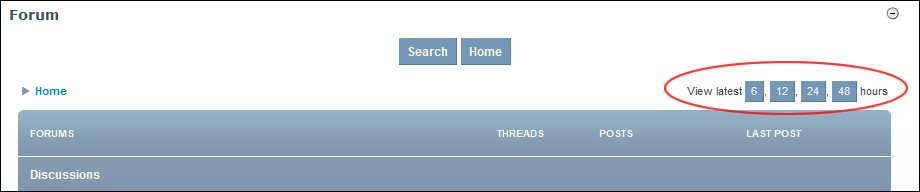 Forum
Search Home
Home View latest 6, 12, 24, 48 hours
FORUMS THREADS POSTS LAST POST
Discussions